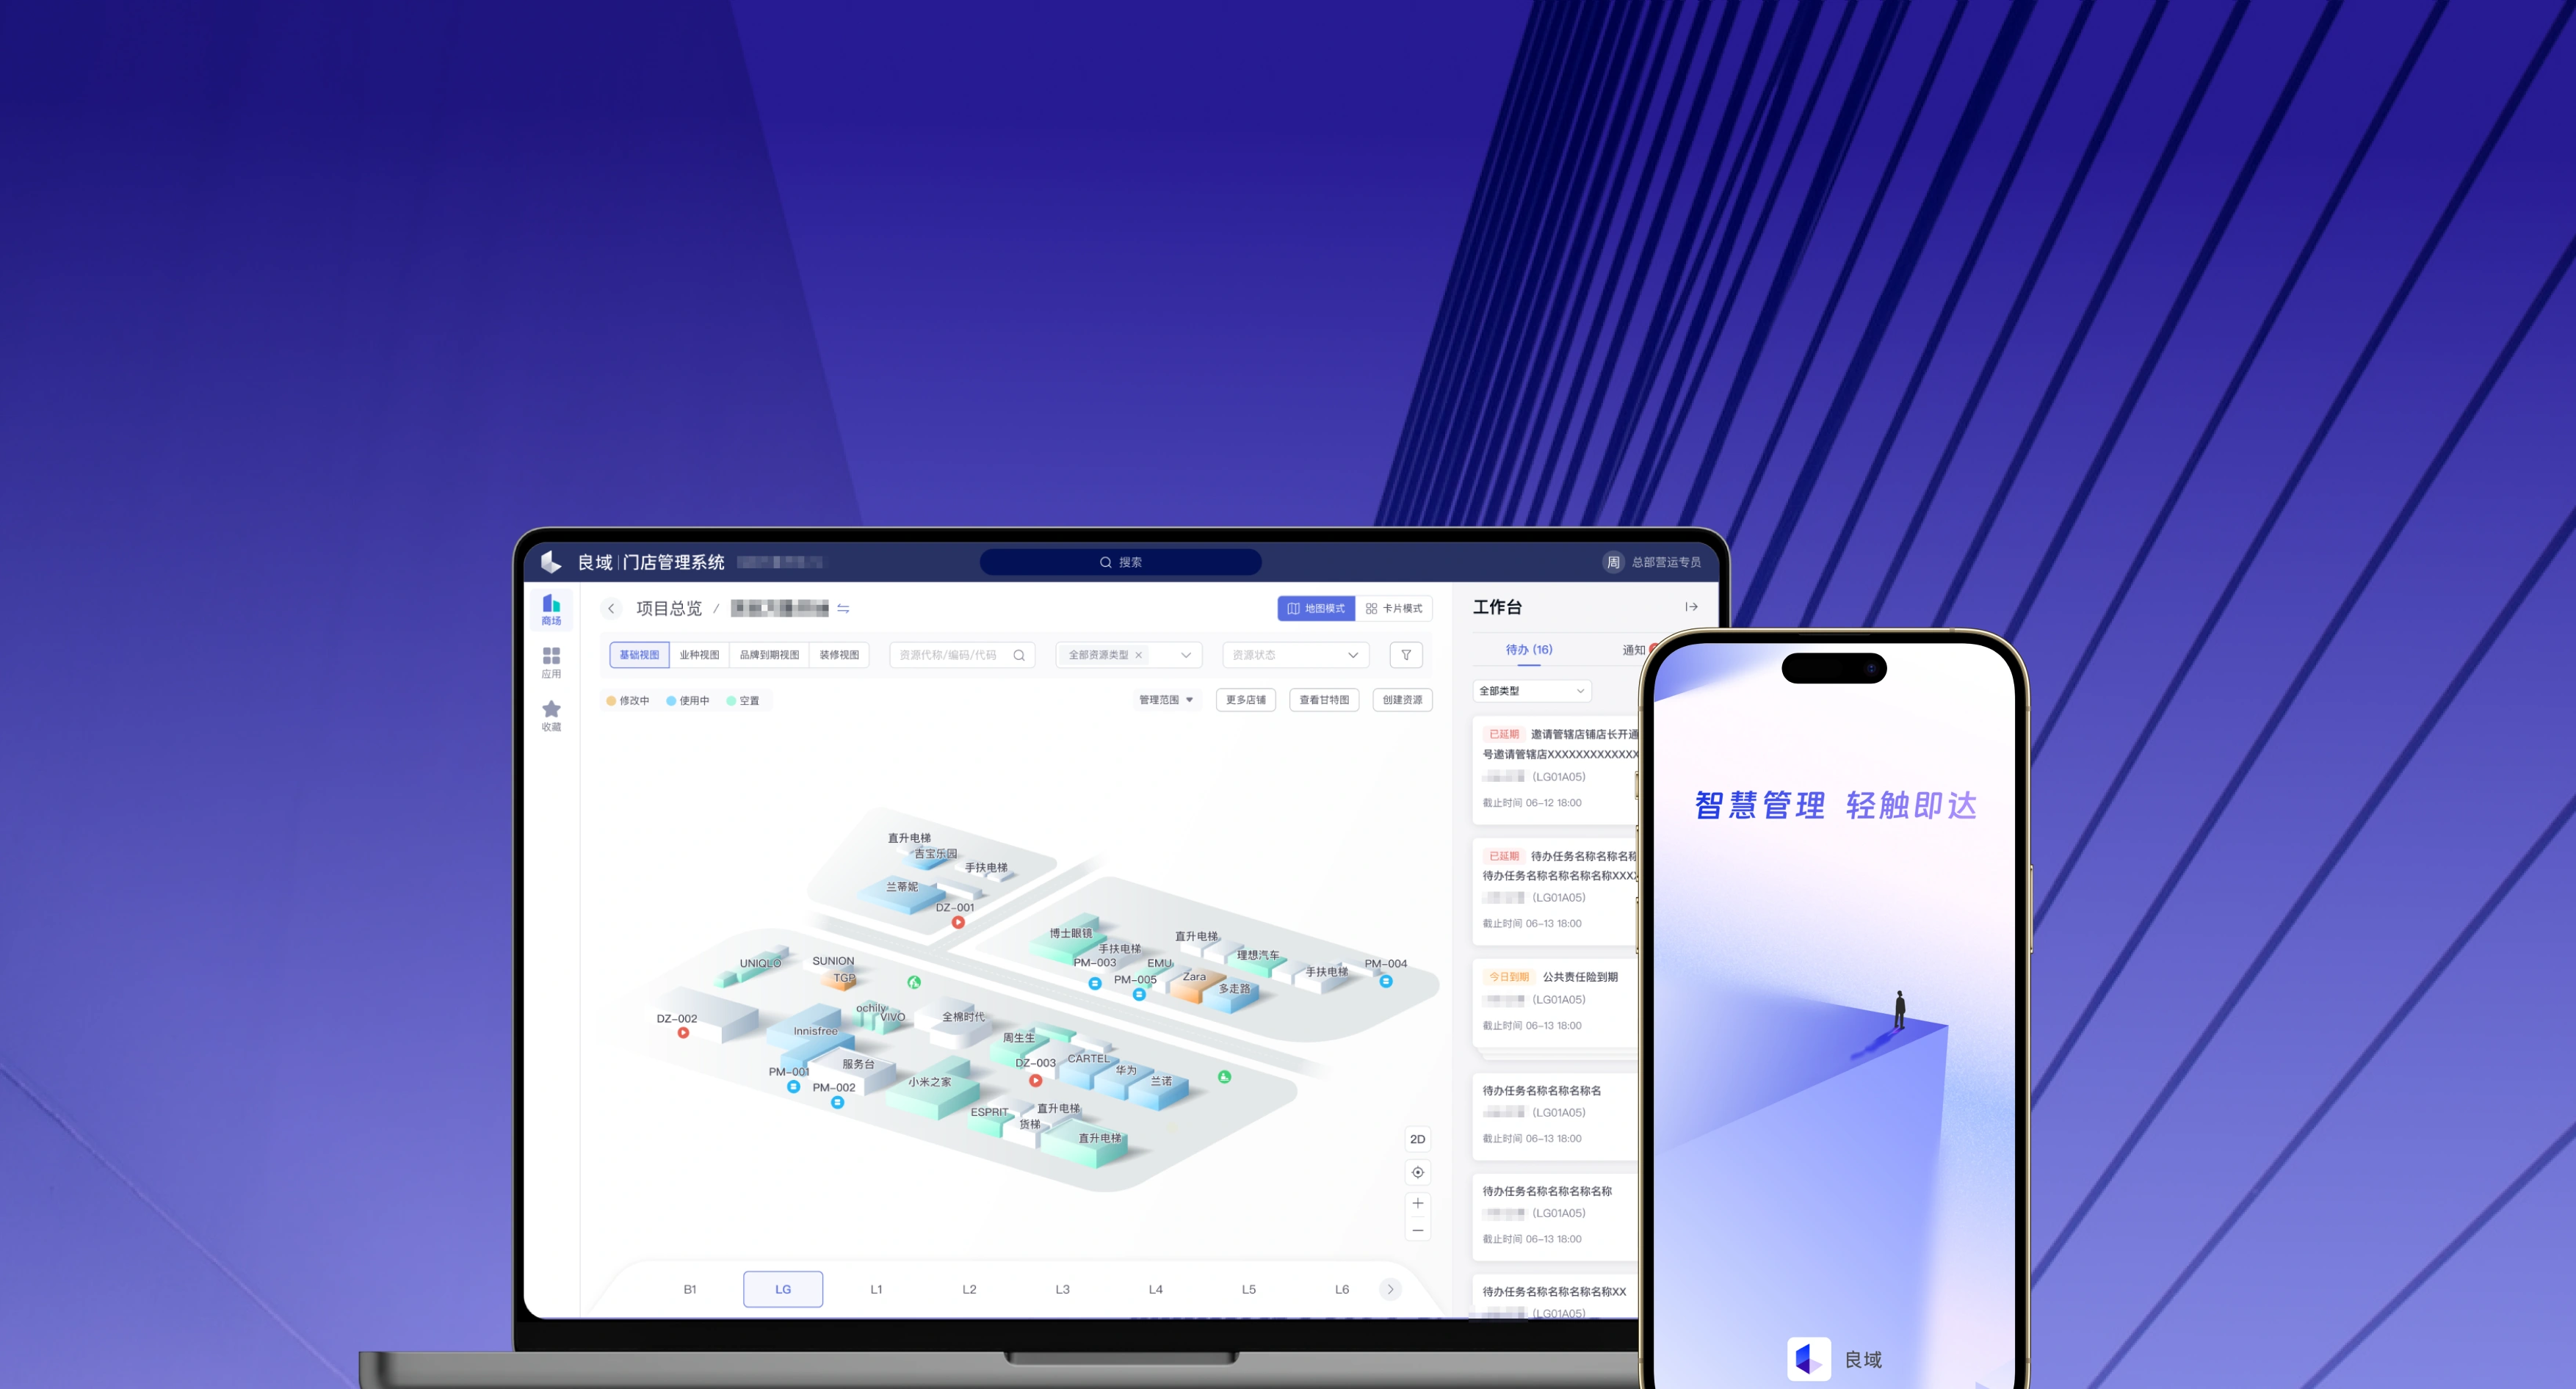 良域 | 门店管理系统
搜索
周 总部营运专员
商场
应用
收藏
项目总览 /
地图模式 卡片模式
基础视图 业种视图 品牌到期视图 装修视图 资源代称/编码/代码 全部资源类型 × 资源状态
修改中 使用中 空置
管理范围 更多店铺 查看甘特图 创建资源
直升电梯
吉宝乐园
手扶电梯
兰蒂妮
DZ-001
博士眼镜
手扶电梯
直升电梯
理想汽车
手扶电梯
PM-004
PM-003
EMU
PM-005
Zara
多走路
UNIQLO
SUNION
TGP
ochily
VIVO
全棉时代
DZ-002
Innisfree
服务台
PM-001
PM-002
小米之家
周生生
DZ-003
CARTEL
华为
兰诺
ESPRIT
直升电梯
货梯
直升电梯
2D
B1 LG L1 L2 L3 L4 L5 L6
工作台
待办 (16) 通知
全部类型
已延期 邀请管辖店铺店长开通
号邀请管辖店XXXXXXXXXXXXX
(LG01A05)
截止时间 06-12 18:00
已延期 待办任务名称名称名称
待办任务名称名称名称名称XXX
(LG01A05)
截止时间 06-13 18:00
今日到期 公共责任险到期
(LG01A05)
截止时间 06-13 18:00
待办任务名称名称名称名
(LG01A05)
截止时间 06-13 18:00
待办任务名称名称名称名称
(LG01A05)
截止时间 06-13 18:00
待办任务名称名称名称名称XX
(LG01A05)
智慧管理 轻触即达
良域